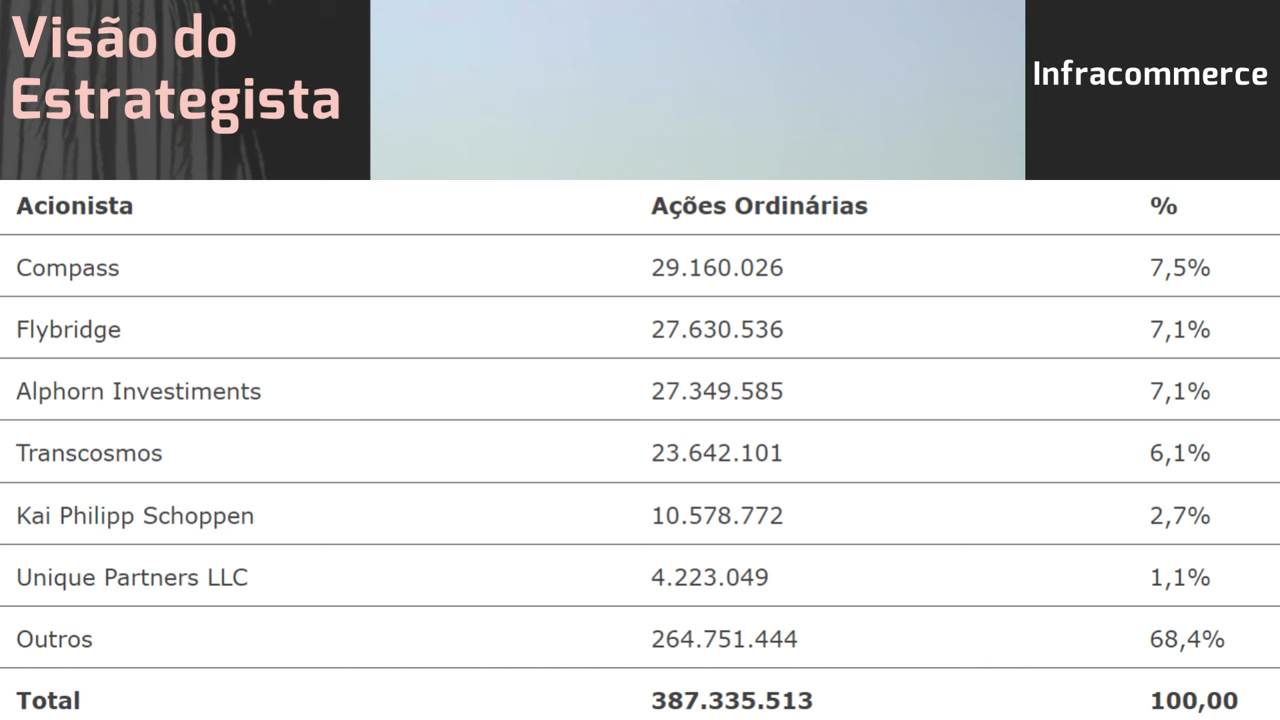 Visão do
Estrategista
Infracommerce
Acionista Ações Ordinárias %
Compass 29.160.026 7,5%
Flybridge 27.630.536 7,1%
Alphorn Investiments 27.349.585 7,1%
Transcosmos 23.642.101 6,1%
Kai Philipp Schoppen 10.578.772 2,7%
Unique Partners LLC 4.223.049 1,1%
Outros 264.751.444 68,4%
Total 387.335.513 100,00